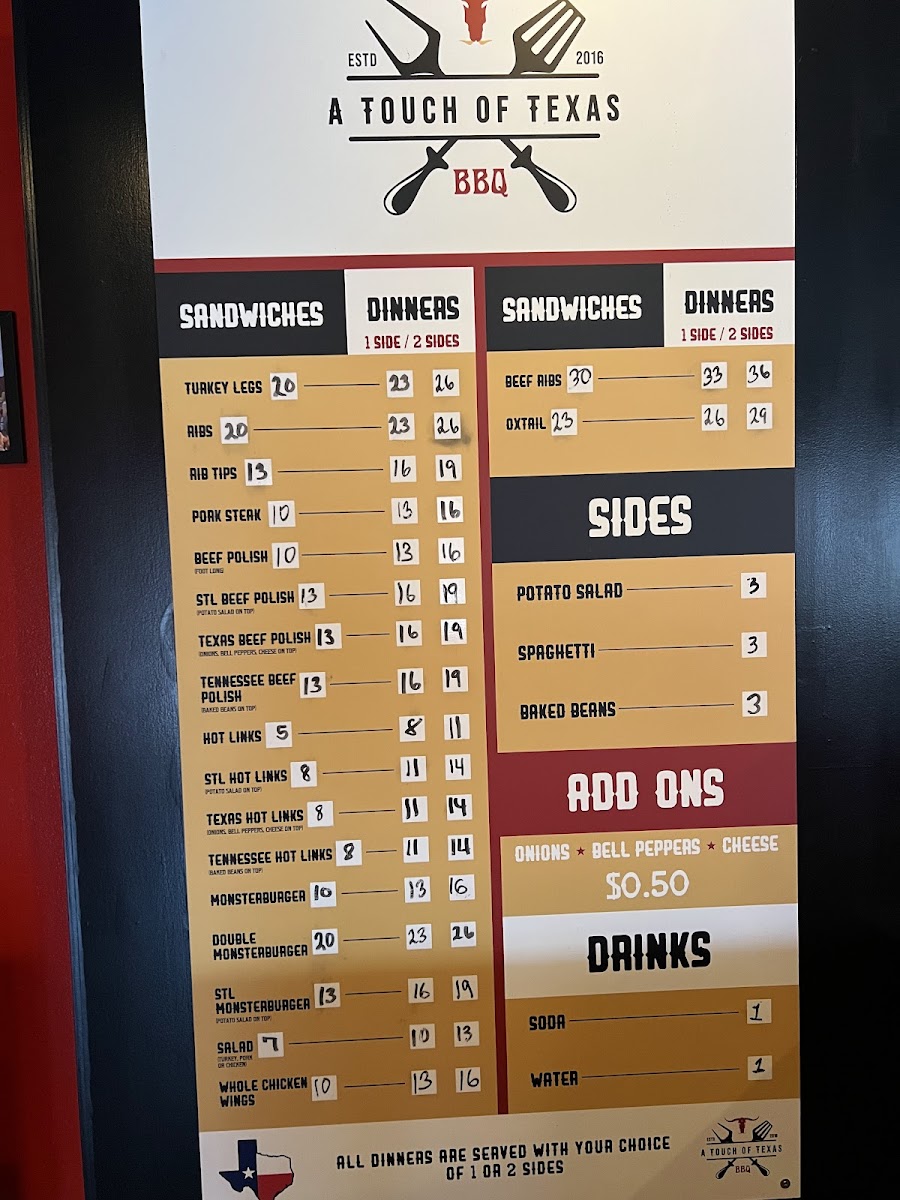 ESTD 2016
A TOUCH OF TEXAS
BBQ
SANDWICHES DINNERS
1 SIDE / 2 SIDES
TURKEY LEGS 20 23 26
RIBS 20 23 26
RIB TIPS 13 16 19
PORK STEAK 10 13 16
BEEF POLISH 10 13 16
(FOOT LONG)
STL BEEF POLISH 13 16 19
(POTATO SALAD ON TOP)
TEXAS BEEF POLISH 13 16 19
(ONIONS, BELL PEPPERS, CHEESE ON TOP)
TENNESSEE BEEF
POLISH 13 16 19
(BAKED BEANS ON TOP)
HOT LINKS 5 8 11
STL HOT LINKS 8 11 14
(POTATO SALAD ON TOP)
TEXAS HOT LINKS 8 11 14
(ONIONS, BELL PEPPERS, CHEESE ON TOP)
TENNESSEE HOT LINKS 8 11 14
(BAKED BEANS ON TOP)
MONSTERBURGER 10 13 16
DOUBLE
MONSTERBURGER 20 23 26
STL
MONSTERBURGER 13 16 19
(POTATO SALAD ON TOP)
SALAD 7 10 13
(TURKEY, PORK
OR CHICKEN)
WHOLE CHICKEN
WINGS 10 13 16
SANDWICHES DINNERS
1 SIDE / 2 SIDES
BEEF RIBS 30 33 36
OXTAIL 23 26 29
SIDES
POTATO SALAD 3
SPAGHETTI 3
BAKED BEANS 3
ADD ONS
ONIONS ★ BELL PEPPERS ★ CHEESE
$0.50
DRINKS
SODA 1
WATER 1
ALL DINNERS ARE SERVED WITH YOUR CHOICE
OF 1 OR 2 SIDES
ESTD 2016
A TOUCH OF TEXAS
BBQ